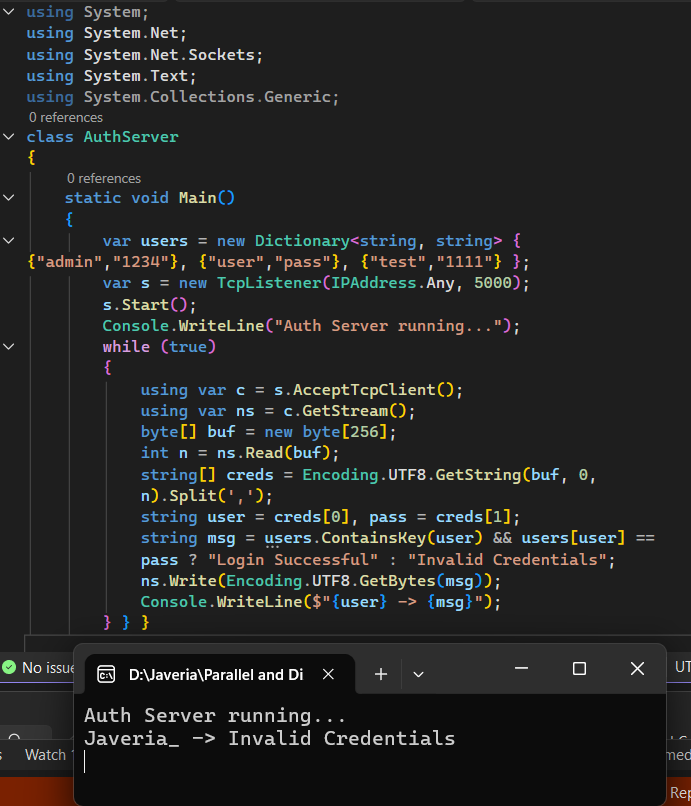 using System;
using System.Net;
using System.Net.Sockets;
using System.Text;
using System.Collections.Generic;
0 references
class AuthServer
{
0 references
static void Main()
{
var users = new Dictionary<string, string> {
{"admin","1234"}, {"user","pass"}, {"test","1111"} };
var s = new TcpListener(IPAddress.Any, 5000);
s.Start();
Console.WriteLine("Auth Server running...");
while (true)
{
using var c = s.AcceptTcpClient();
using var ns = c.GetStream();
byte[] buf = new byte[256];
int n = ns.Read(buf);
string[] creds = Encoding.UTF8.GetString(buf, 0,
n).Split(',');
string user = creds[0], pass = creds[1];
string msg = users.ContainsKey(user) && users[user] ==
pass ? "Login Successful" : "Invalid Credentials";
ns.Write(Encoding.UTF8.GetBytes(msg));
Console.WriteLine($"{user} -> {msg}");
} } }
No issue
D:\Javeria\Parallel and Di
UT
Auth Server running...
Javeria_ -> Invalid Credentials
Watch
med
Rep